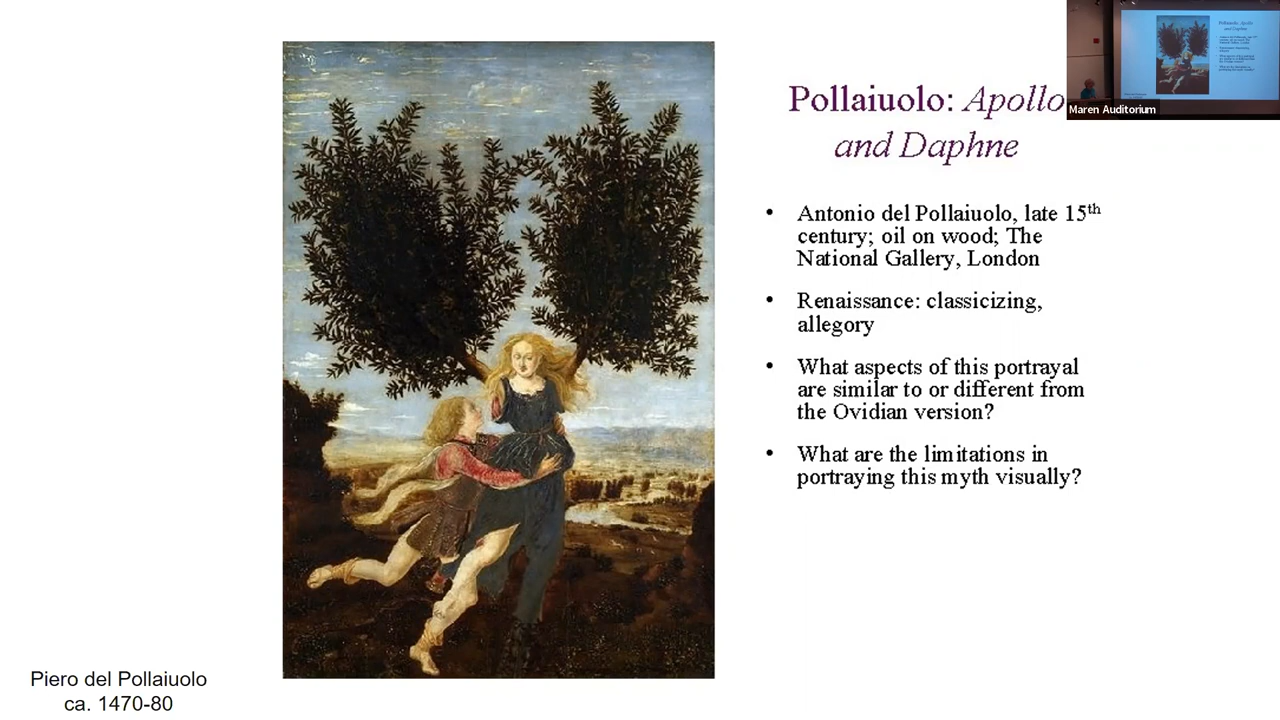 Pollaiuolo: Apollo
and Daphne
Maren Auditorium
• Antonio del Pollaiuolo, late 15th
century; oil on wood; The
National Gallery, London
• Renaissance: classicizing,
allegory
• What aspects of this portrayal
are similar to or different from
the Ovidian version?
• What are the limitations in
portraying this myth visually?
Piero del Pollaiuolo
ca. 1470-80